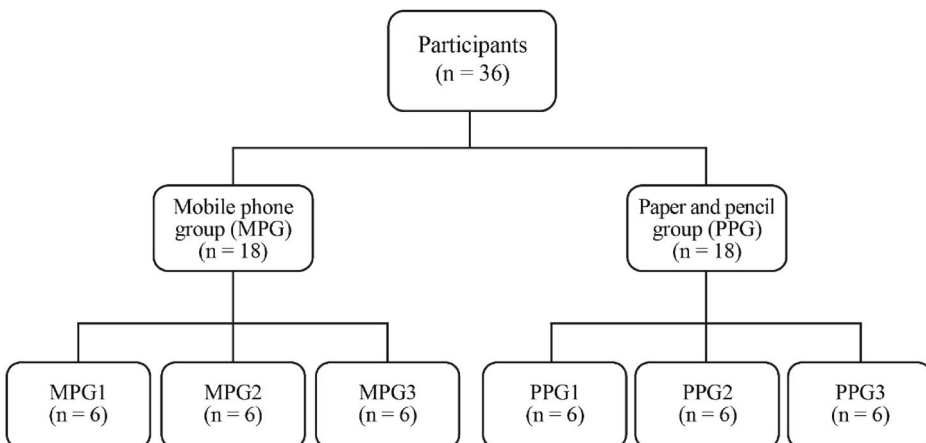 Participants
(n = 36)
Mobile phone
group (MPG)
(n = 18)
Paper and pencil
group (PPG)
(n = 18)
MPG1
(n = 6)
MPG2
(n = 6)
MPG3
(n = 6)
PPG1
(n = 6)
PPG2
(n = 6)
PPG3
(n = 6)